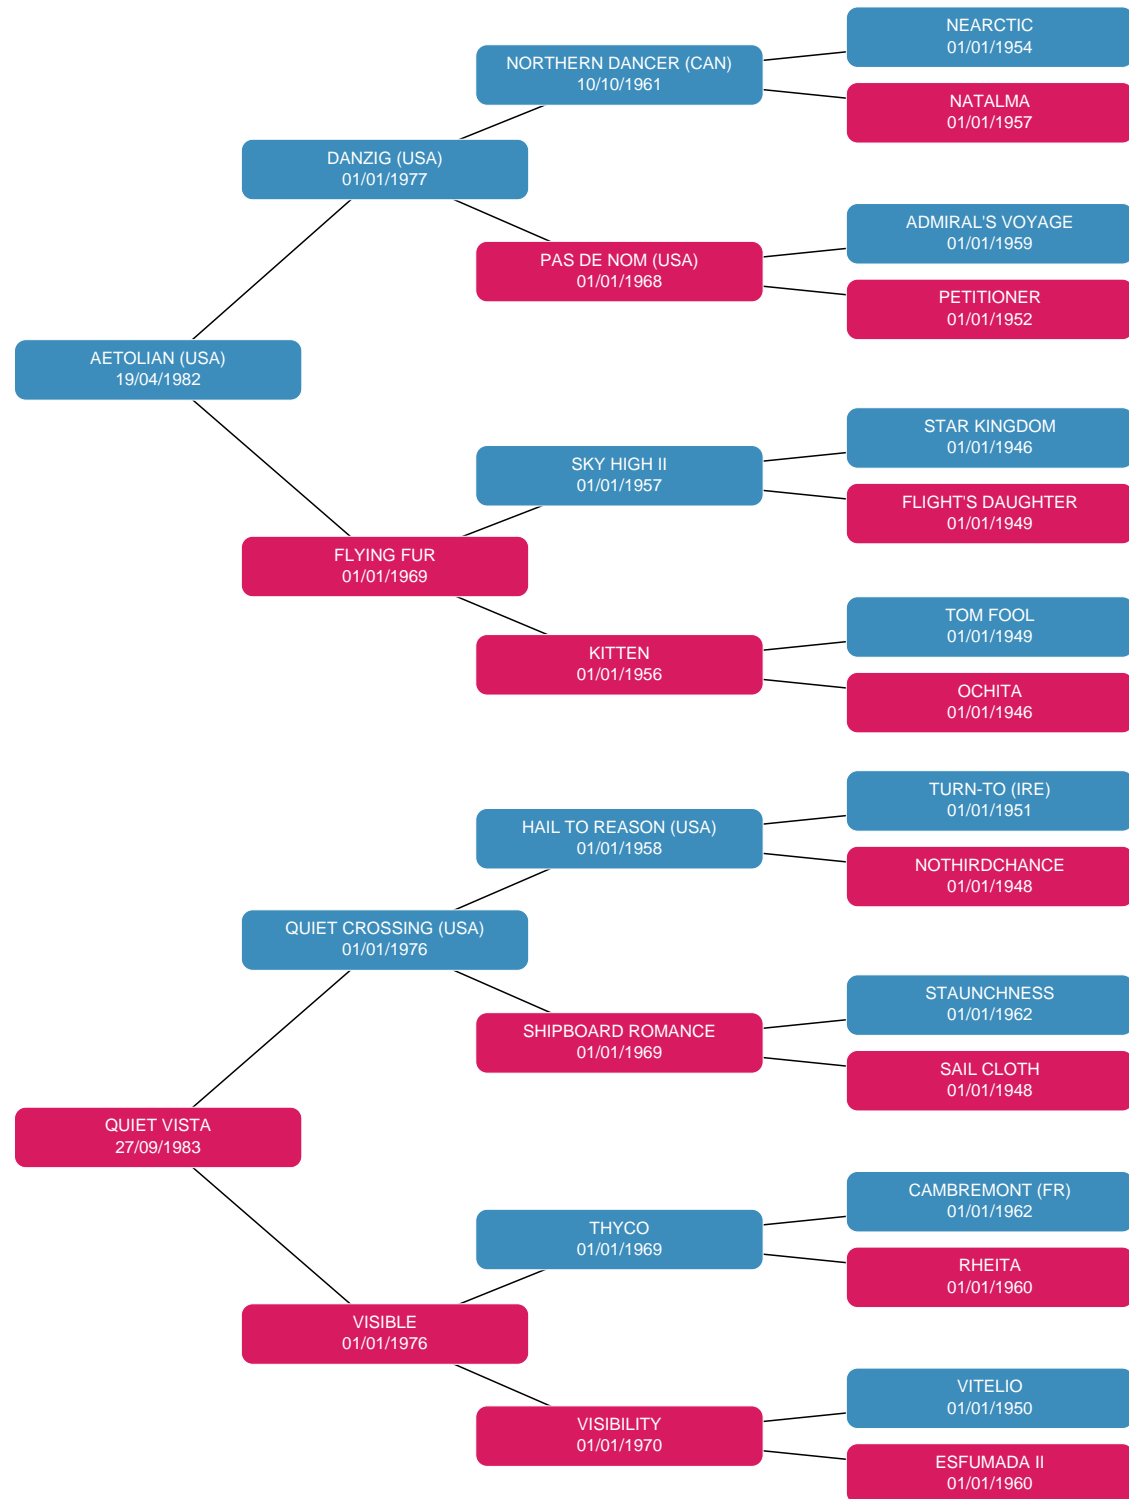 NEARCTIC
01/01/1954
NORTHERN DANCER (CAN)
10/10/1961
NATALMA
01/01/1957
DANZIG (USA)
01/01/1977
ADMIRAL'S VOYAGE
01/01/1959
PAS DE NOM (USA)
01/01/1968
PETITIONER
01/01/1952
AETOLIAN (USA)
19/04/1982
STAR KINGDOM
01/01/1946
SKY HIGH II
01/01/1957
FLIGHT'S DAUGHTER
01/01/1949
FLYING FUR
01/01/1969
TOM FOOL
01/01/1949
KITTEN
01/01/1956
OCHITA
01/01/1946
TURN-TO (IRE)
01/01/1951
HAIL TO REASON (USA)
01/01/1958
NOTHIRDCHANCE
01/01/1948
QUIET CROSSING (USA)
01/01/1976
STAUNCHNESS
01/01/1962
SHIPBOARD ROMANCE
01/01/1969
SAIL CLOTH
01/01/1948
QUIET VISTA
27/09/1983
CAMBREMONT (FR)
01/01/1962
THYCO
01/01/1969
RHEITA
01/01/1960
VISIBLE
01/01/1976
VITELIO
01/01/1950
VISIBILITY
01/01/1970
ESFUMADA II
01/01/1960